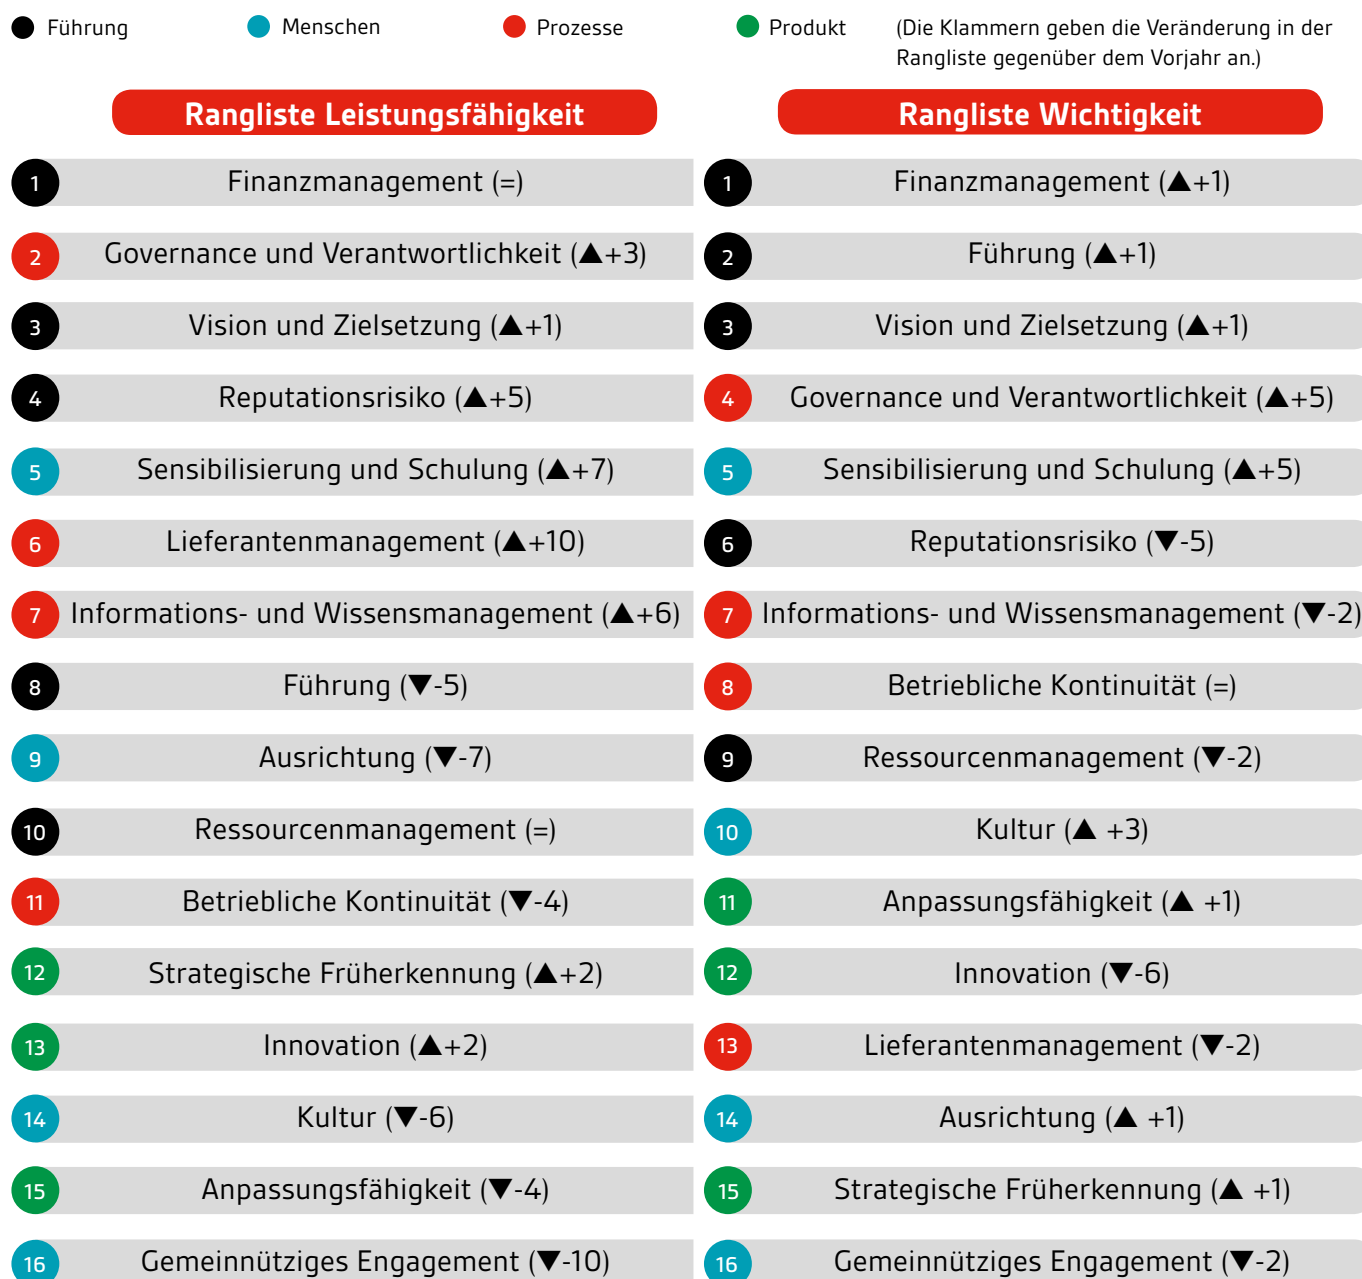 Führung
Menschen
Prozesse
Produkt
(Die Klammern geben die Veränderung in der
Rangliste gegenüber dem Vorjahr an.)
Rangliste Leistungsfähigkeit
1 Finanzmanagement (=)
2 Governance und Verantwortlichkeit (▲+3)
3 Vision und Zielsetzung (▲+1)
4 Reputationsrisiko (▲+5)
5 Sensibilisierung und Schulung (▲+7)
6 Lieferantenmanagement (▲+10)
7 Informations- und Wissensmanagement (▲+6)
8 Führung (▼-5)
9 Ausrichtung (▼-7)
10 Ressourcenmanagement (=)
11 Betriebliche Kontinuität (▼-4)
12 Strategische Früherkennung (▲+2)
13 Innovation (▲+2)
14 Kultur (▼-6)
15 Anpassungsfähigkeit (▼-4)
16 Gemeinnütziges Engagement (▼-10)
Rangliste Wichtigkeit
1 Finanzmanagement (▲+1)
2 Führung (▲+1)
3 Vision und Zielsetzung (▲+1)
4 Governance und Verantwortlichkeit (▲+5)
5 Sensibilisierung und Schulung (▲+5)
6 Reputationsrisiko (▼-5)
7 Informations- und Wissensmanagement (▼-2)
8 Betriebliche Kontinuität (=)
9 Ressourcenmanagement (▼-2)
10 Kultur (▲ +3)
11 Anpassungsfähigkeit (▲ +1)
12 Innovation (▼-6)
13 Lieferantenmanagement (▼-2)
14 Ausrichtung (▲ +1)
15 Strategische Früherkennung (▲ +1)
16 Gemeinnütziges Engagement (▼-2)